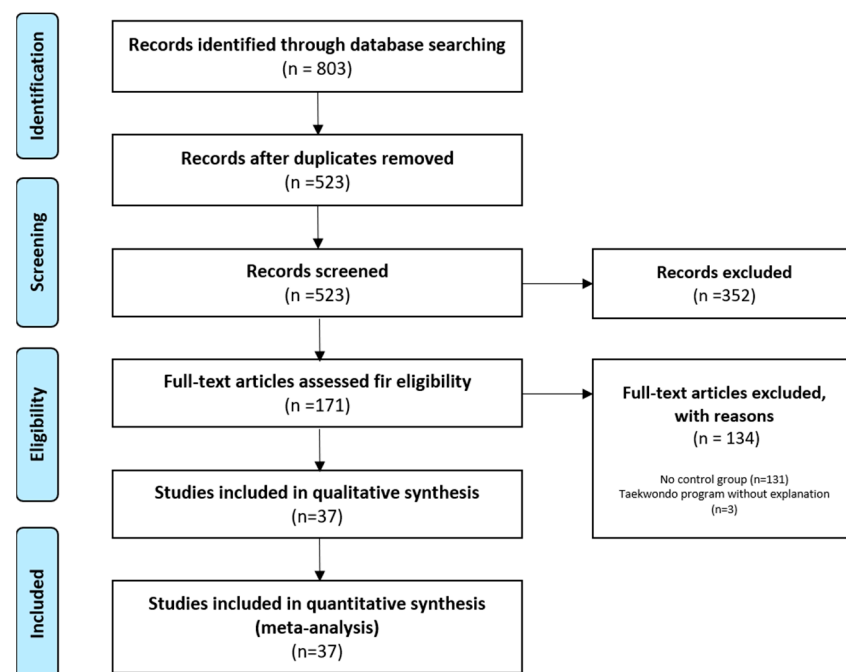 Identification
Records identified through database searching
(n = 803)
Records after duplicates removed
(n =523)
Screening
Records screened
(n =523)
Records excluded
(n =352)
Eligibility
Full-text articles assessed fir eligibility
(n =171)
Full-text articles excluded,
with reasons
(n = 134)
No control group (n=131)
Taekwondo program without explanation
(n=3)
Studies included in qualitative synthesis
(n=37)
Included
Studies included in quantitative synthesis
(meta-analysis)
(n=37)